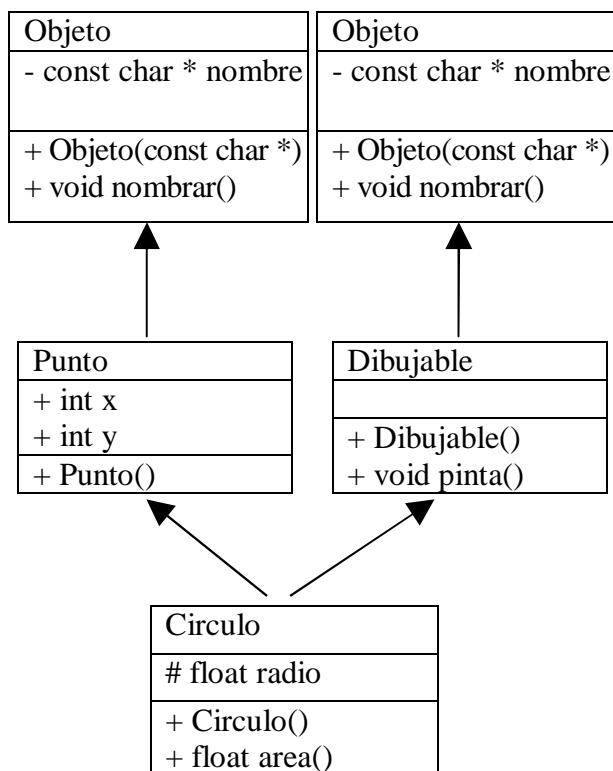 Objeto
- const char * nombre
+ Objeto(const char *)
+ void nombrar()
Objeto
- const char * nombre
+ Objeto(const char *)
+ void nombrar()
Punto
+ int x
+ int y
+ Punto()
Dibujable
+ Dibujable()
+ void pinta()
Circulo
# float radio
+ Circulo()
+ float area()